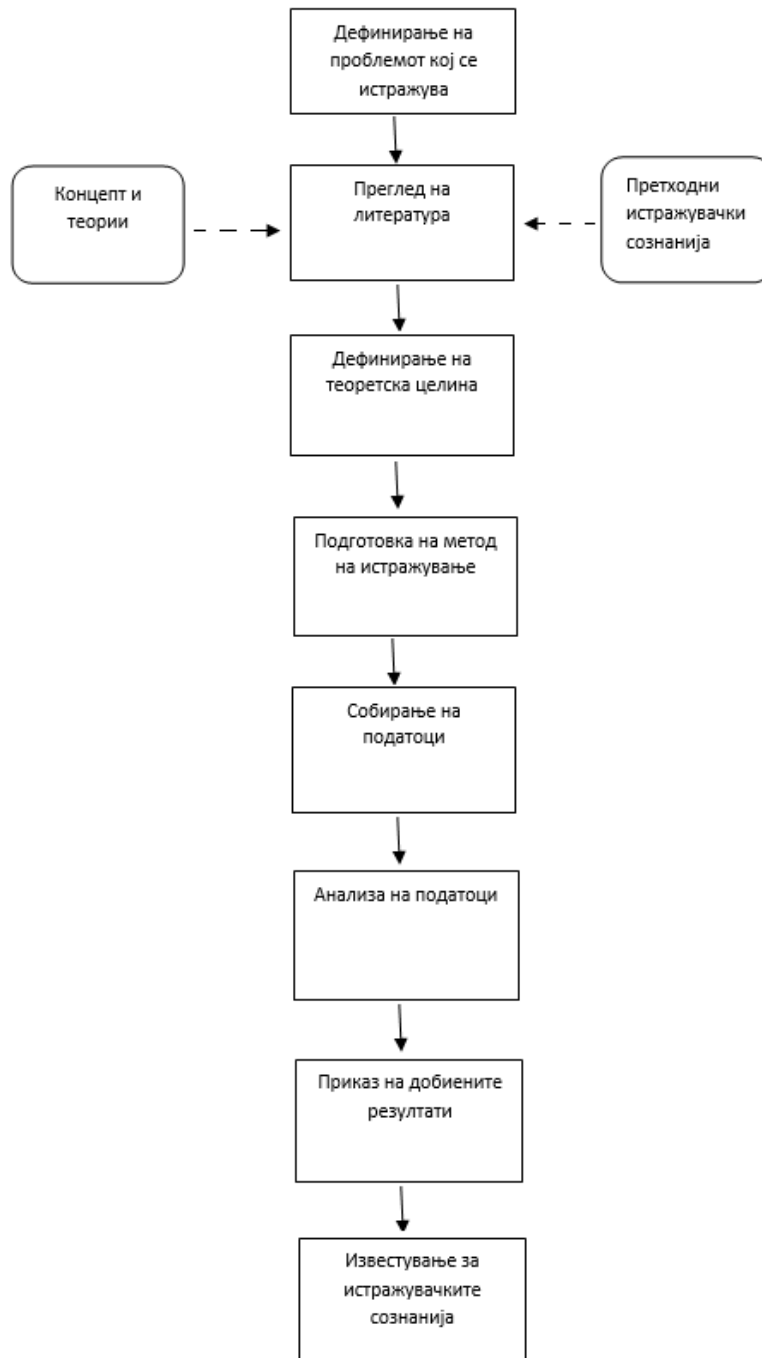 Дефинирање на
проблемот кој се
истражува
Концепт и
теории
Преглед на
литература
Претходни
истражувачки
сознанија
Дефинирање на
теоретска целина
Подготовка на метод
на истражување
Собирање на
податоци
Анализа на податоци
Приказ на добиените
резултати
Известување за
истражувачките
сознанија